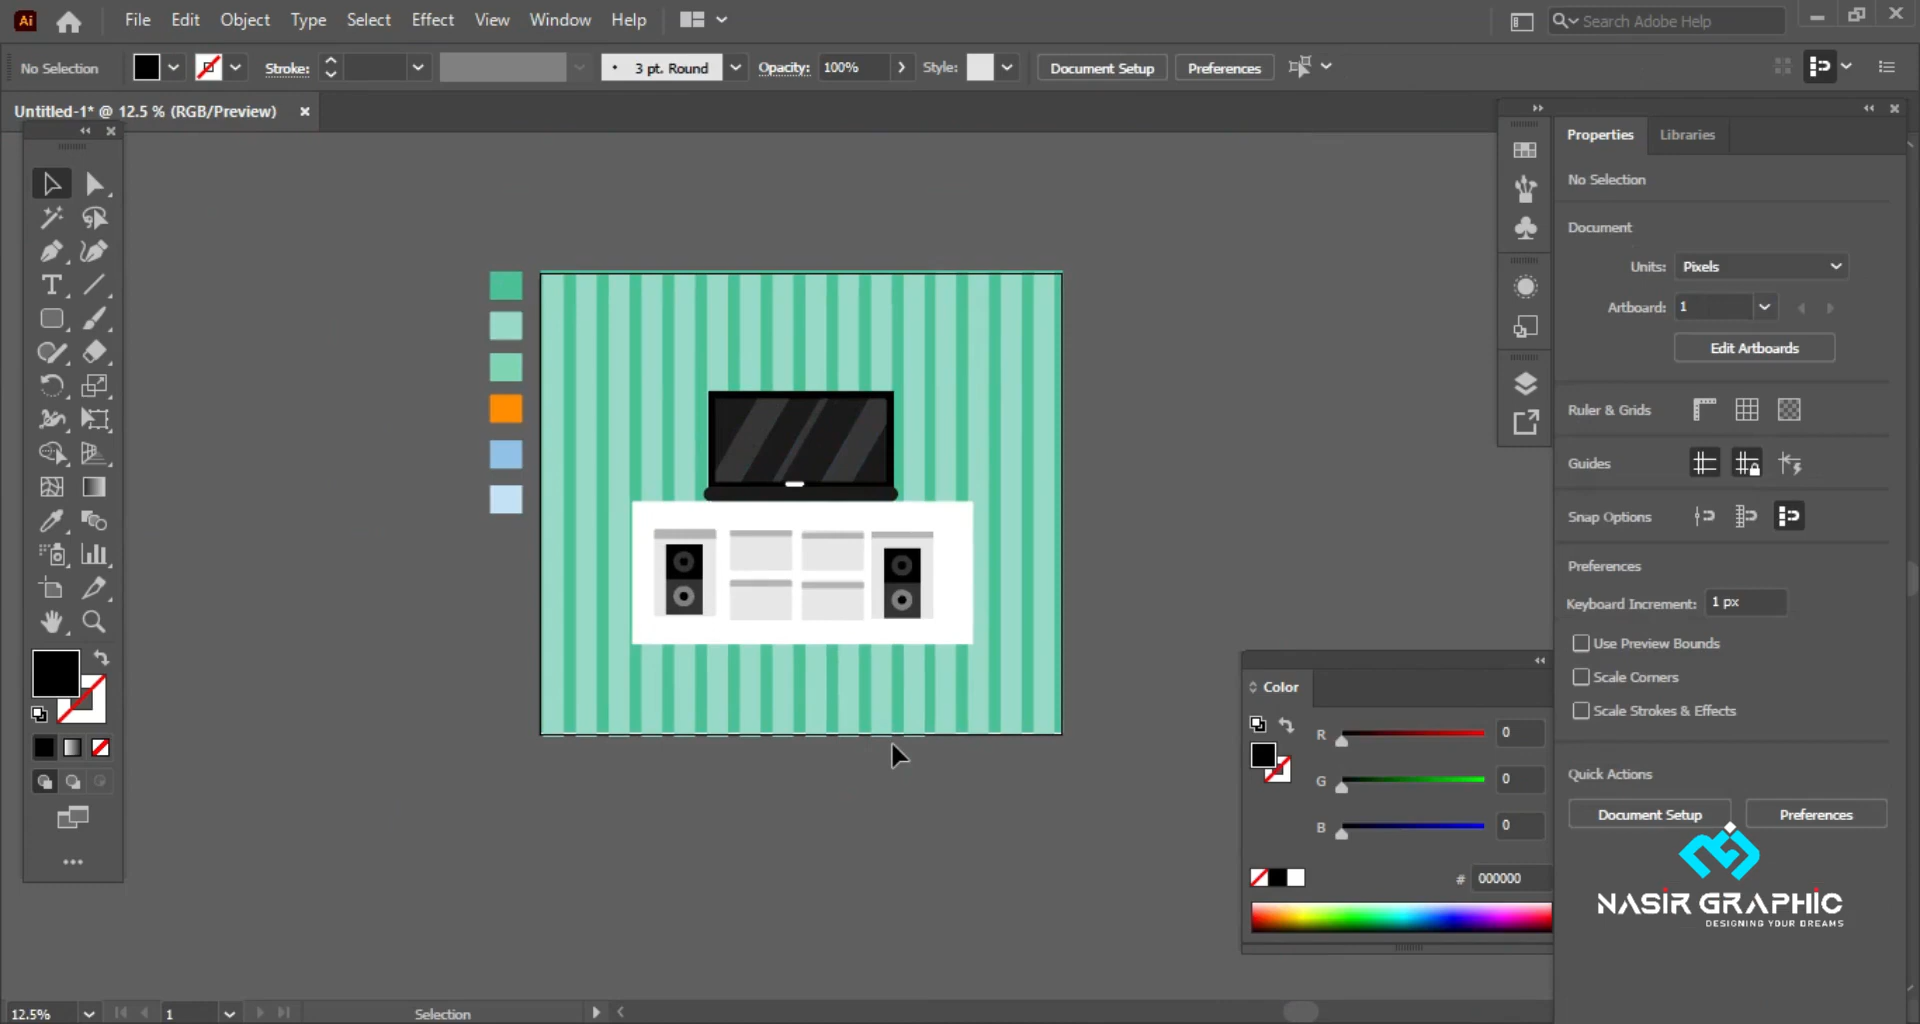 Ai
File Edit Object Type Select Effect View Window Help
Search Adobe Help
No Selection
Stroke:
3 pt. Round
Opacity: 100%
Style:
Document Setup
Preferences
Untitled-1* @ 12.5 % (RGB/Preview)
Properties Libraries
No Selection
Document
Units: Pixels
Artboard: 1
Edit Artboards
Ruler & Grids
Guides
Snap Options
Preferences
Keyboard Increment: 1 px
Use Preview Bounds
Scale Corners
Scale Strokes & Effects
Quick Actions
Document Setup Preferences
Color
R 0
G 0
B 0
# 000000
NASIR GRAPHIC
DESIGNING YOUR DREAMS
12.5% 1 Selection